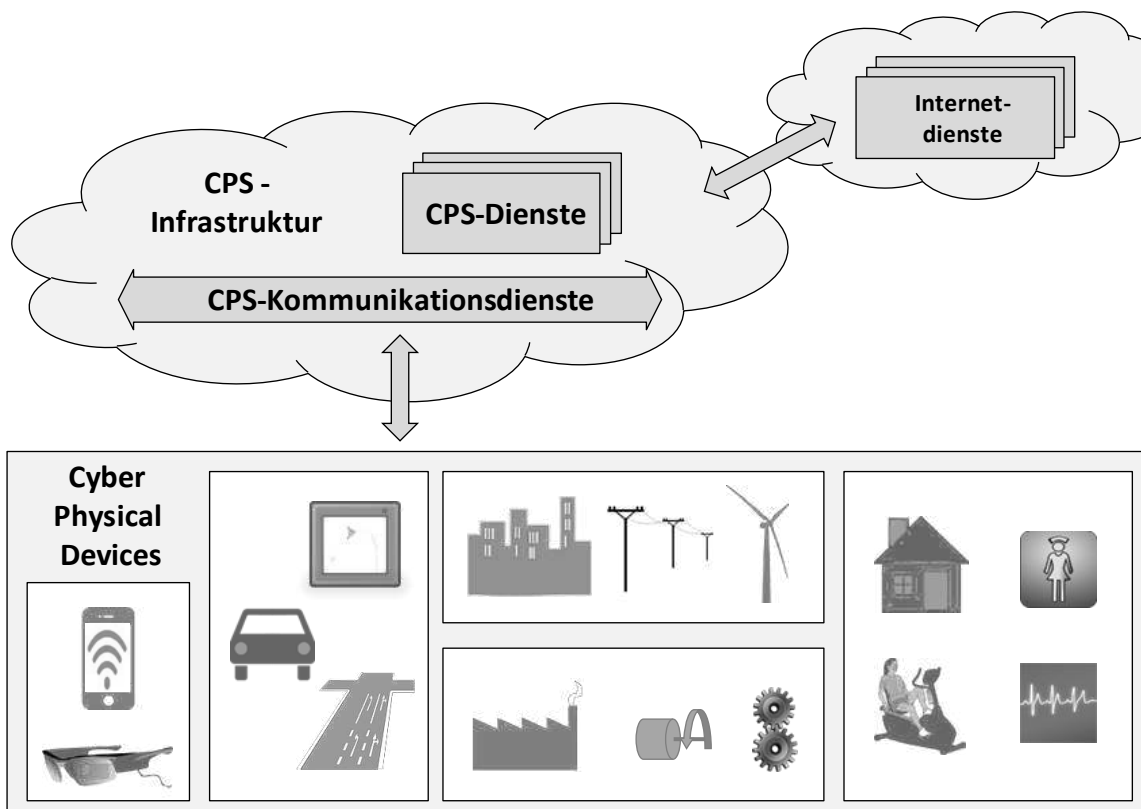 Internet-
dienste
CPS -
Infrastruktur
CPS-Dienste
CPS-Kommunikationsdienste
Cyber
Physical
Devices